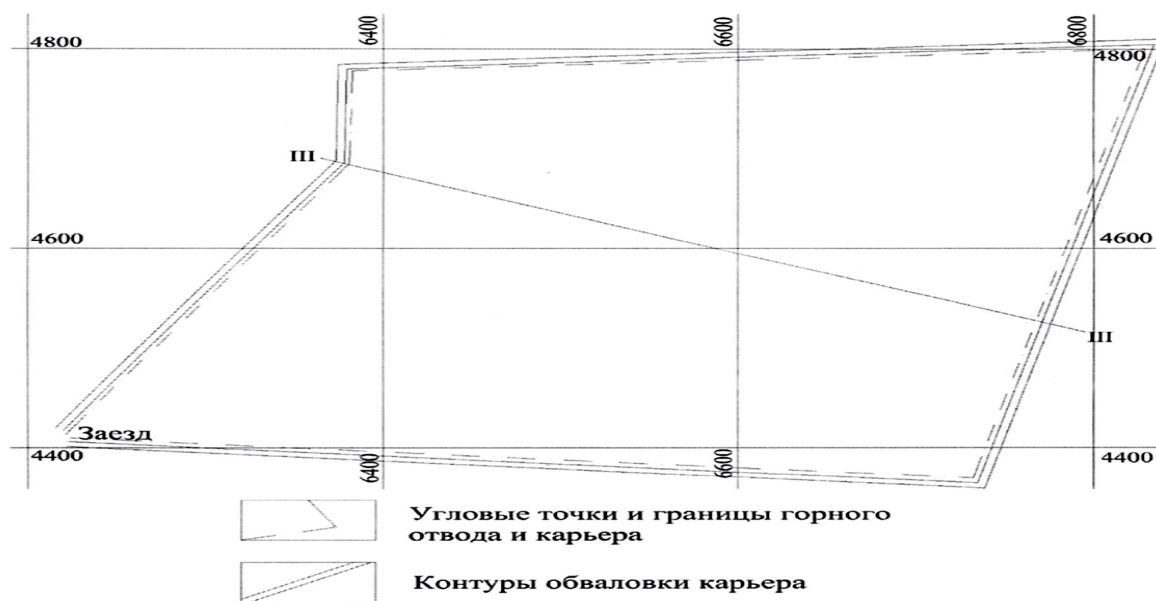 6400
6600
6800
4800
4800
III
4600
4600
III
Заезд
4400
6400
6600
4400
Угловые точки и границы горного
отвода и карьера
Контуры обваловки карьера